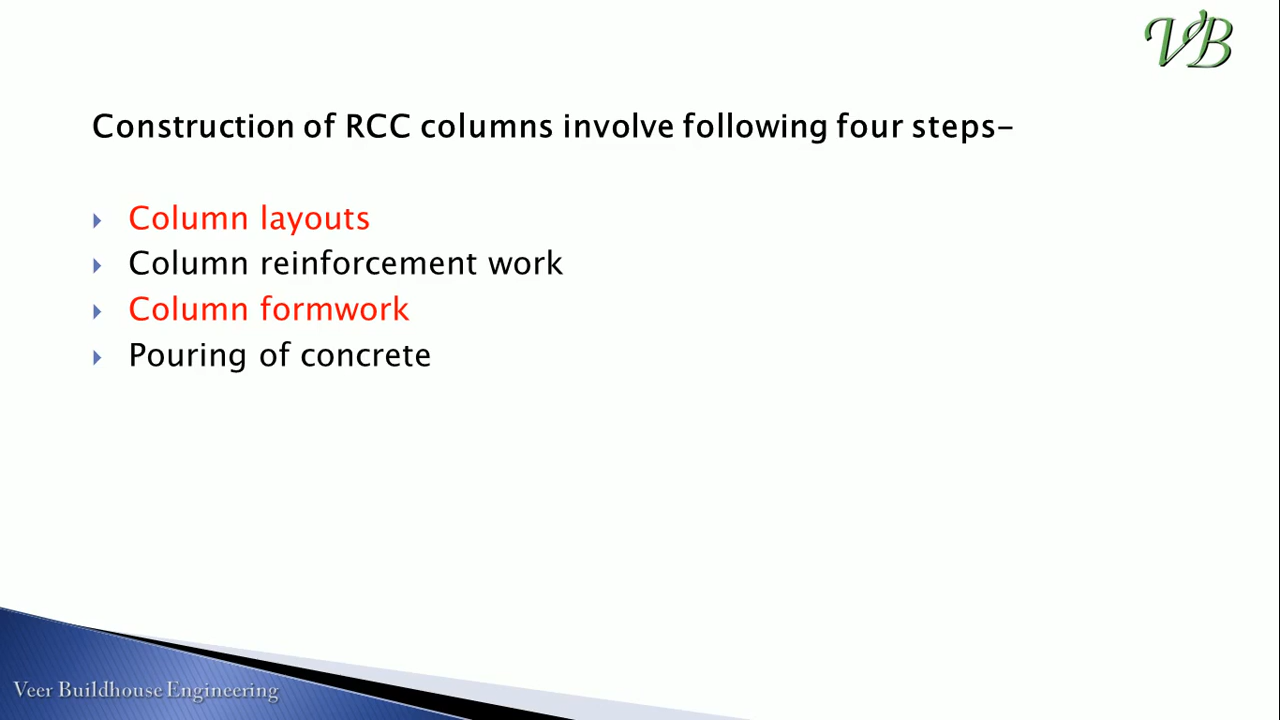 VB
Construction of RCC columns involve following four steps-
Column layouts
Column reinforcement work
Column formwork
Pouring of concrete
Veer Buildhouse Engineering